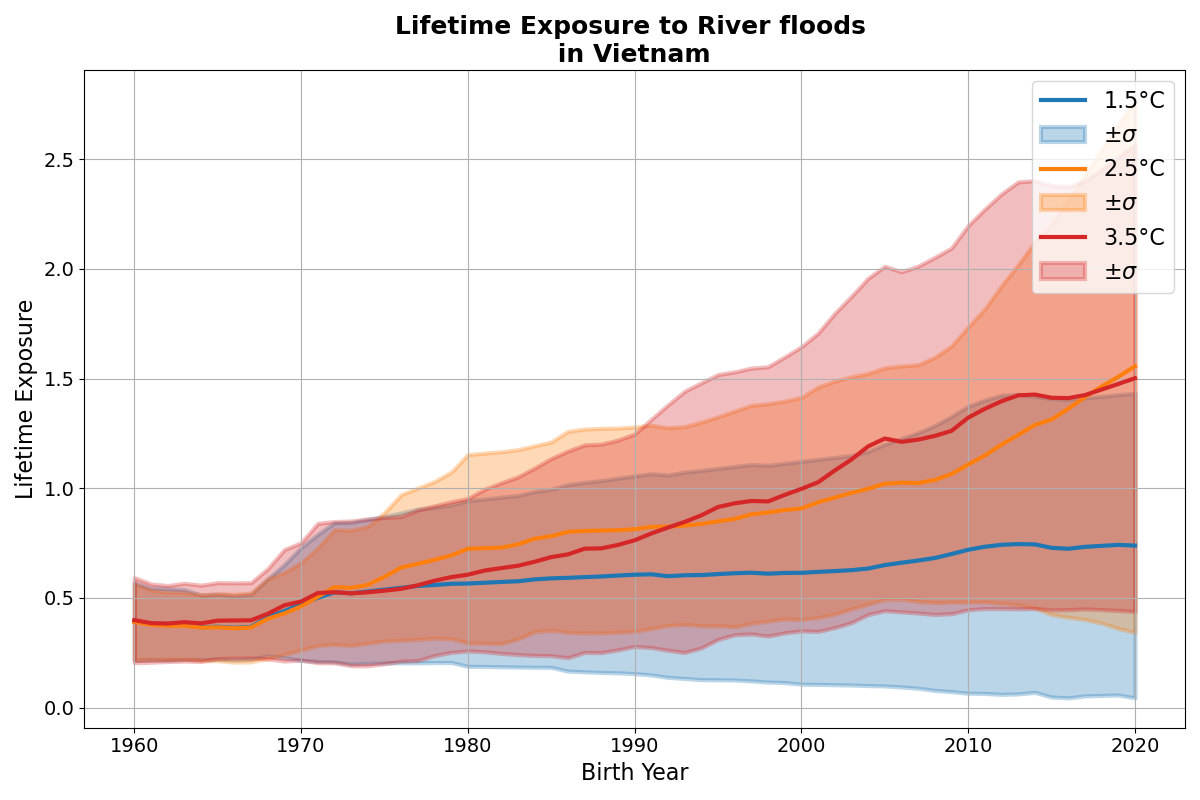 Lifetime Exposure to River floods
in Vietnam
1.5°C
±σ
2.5°C
±σ
3.5°C
±σ
Lifetime Exposure
2.5
2.0
1.5
1.0
0.5
0.0
1960 1970 1980 1990 2000 2010 2020
Birth Year